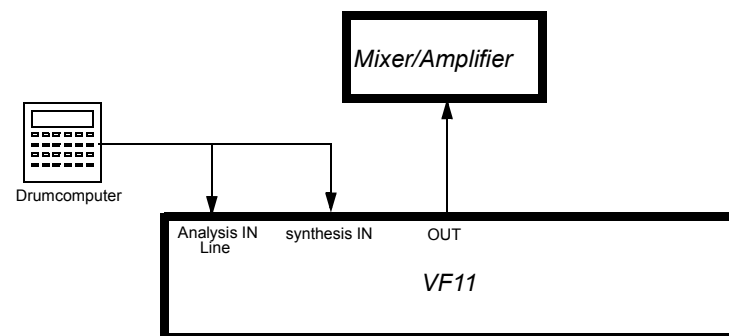 Mixer/Amplifier
Drumcomputer
Analysis IN
Line
synthesis IN
OUT
VF11